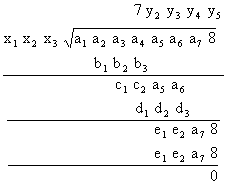 7 y₂ y₃ y₄ y₅
x₁ x₂ x₃ √a₁ a₂ a₃ a₄ a₅ a₆ a₇ 8
b₁ b₂ b₃
c₁ c₂ a₅ a₆
d₁ d₂ d₃
e₁ e₂ a₇ 8
e₁ e₂ a₇ 8
0